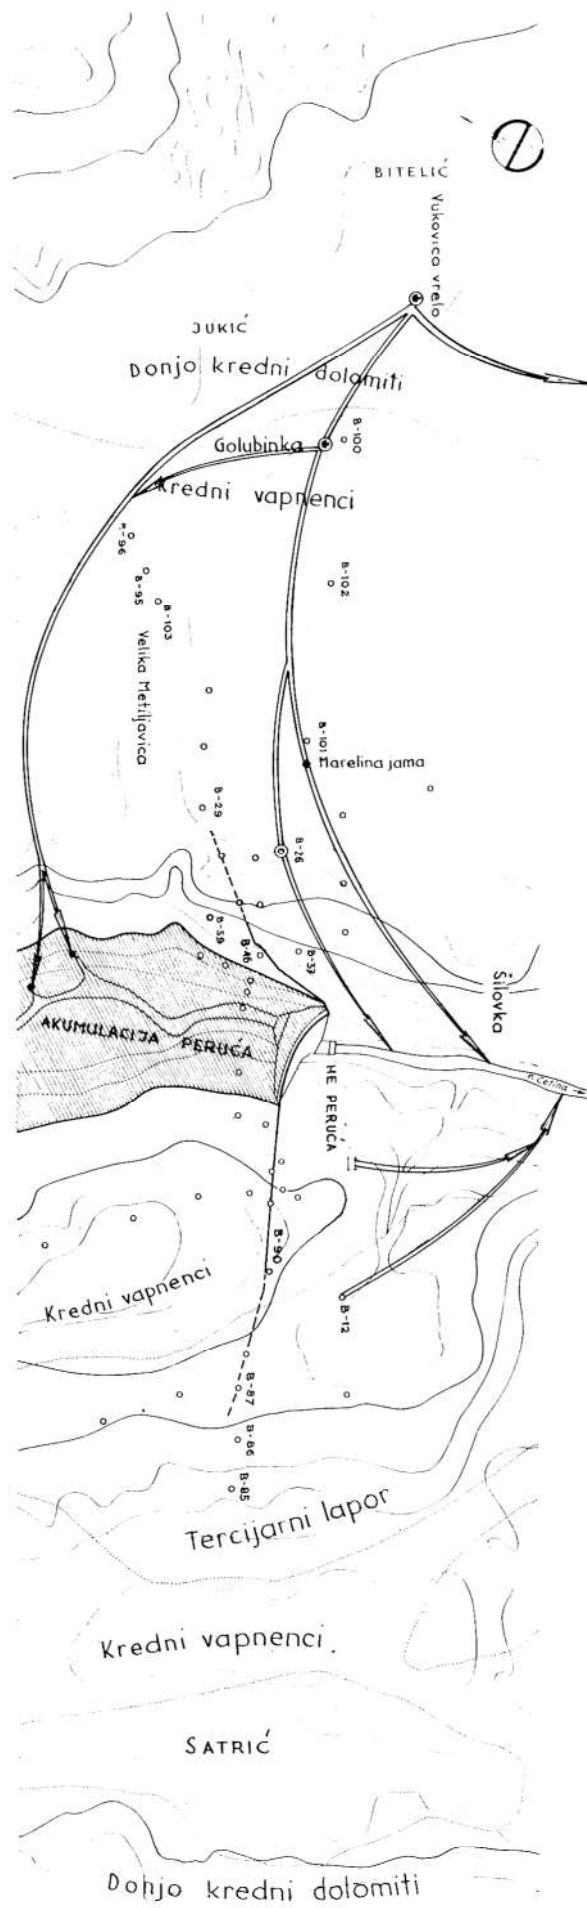 BITELIĆ
Vukovica vrelo
JUKIĆ
Donjo kredni dolomiti
B-100
Golubinka
Kredni vapnenci
B-96
B-102
B-95
B-103
Velika Metiljavica
B-101
Marelina jama
B-29
B-26
B-59
B-46
B-37
Šilovka
AKUMULACIJA PERUĆA
HE PERUĆA
r. Cetina
B-90
Kredni vapnenci
B-12
B-87
B-86
B-85
Tercijarni lapor
Kredni vapnenci.
SATRIĆ
Donjo kredni dolomiti